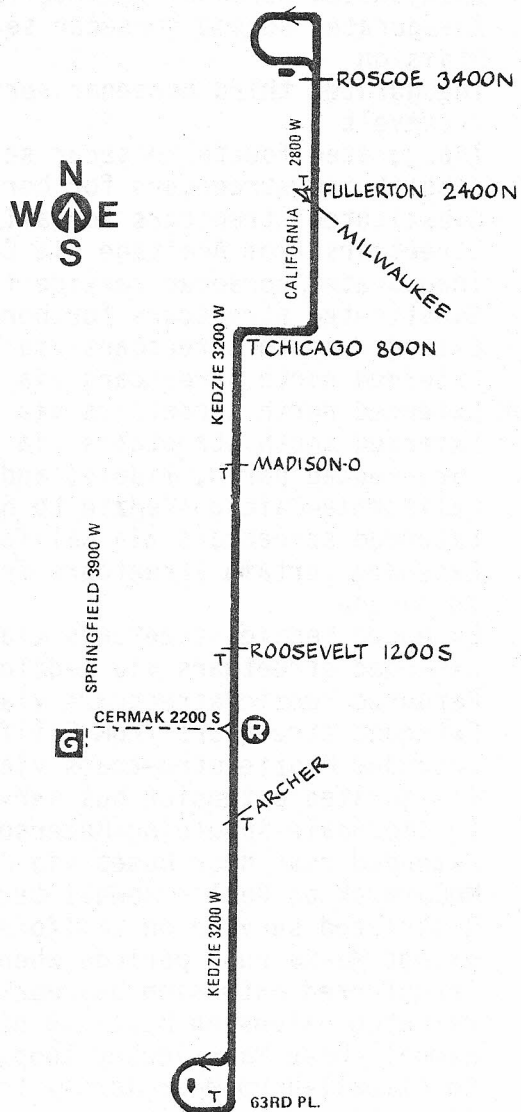 ROSCOE 3400N
CALIFORNIA 2800 W
T
FULLERTON 2400N
MILWAUKEE
N
W E
S
KEDZIE 3200 W
T CHICAGO 800N
T
MADISON-O
SPRINGFIELD 3900 W
T
ROOSEVELT 1200S
G
CERMAK 2200 S
R
ARCHER
T
KEDZIE 3200 W
T
63RD PL.